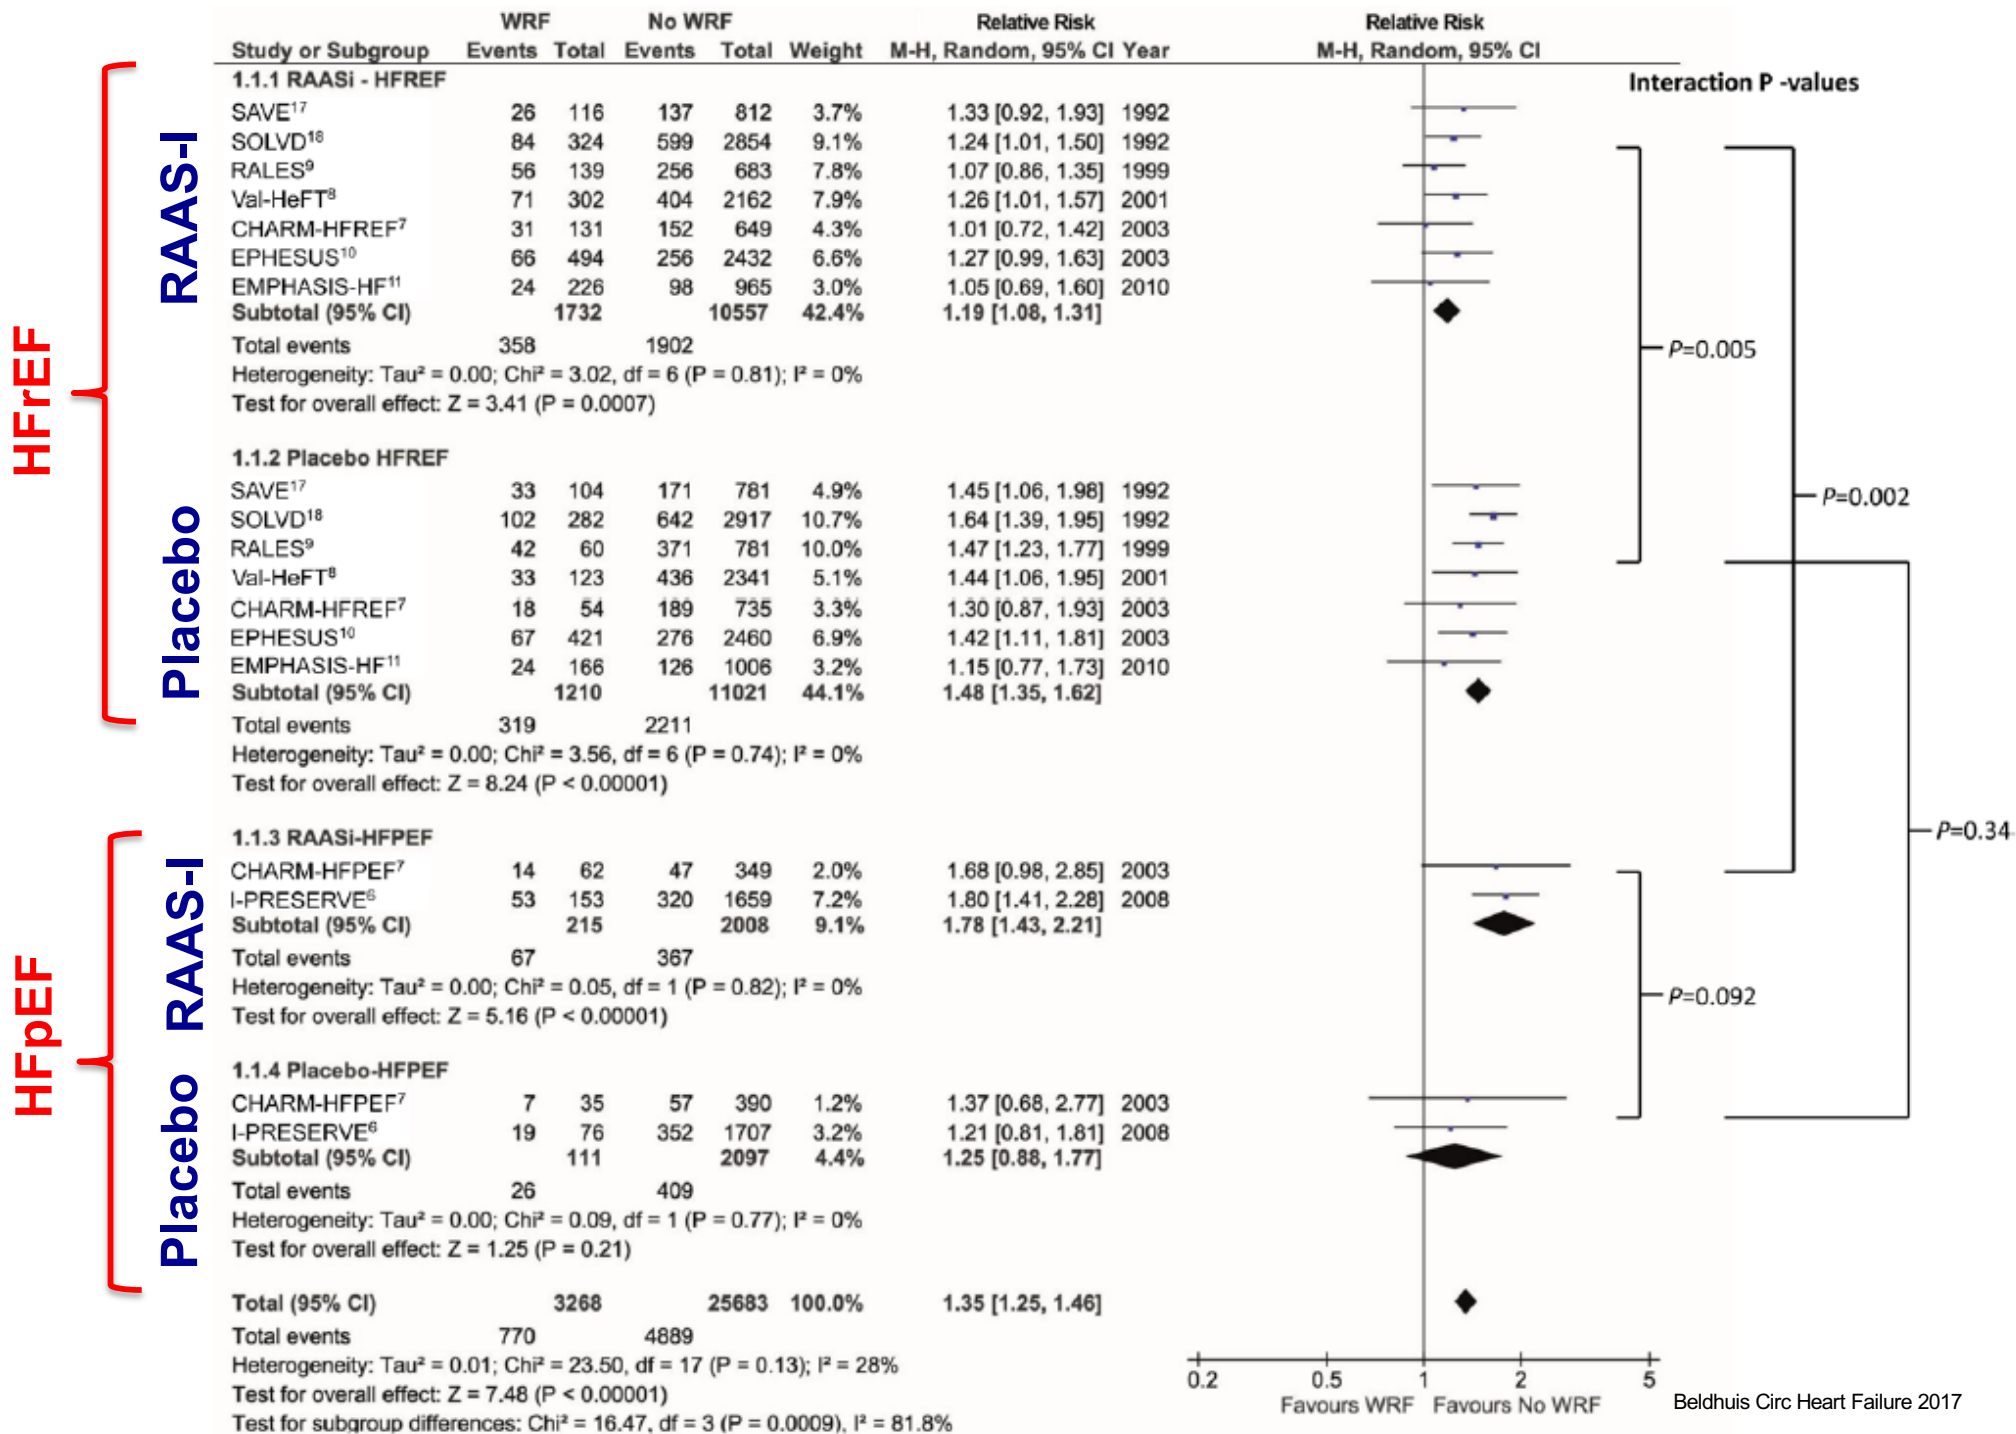 WRF No WRF Relative Risk Relative Risk
Study or Subgroup Events Total Events Total Weight M-H, Random, 95% CI Year M-H, Random, 95% CI
1.1.1 RAASi - HFREF Interaction P -values
SAVE¹⁷ 26 116 137 812 3.7% 1.33 [0.92, 1.93] 1992
SOLVD¹⁸ 84 324 599 2854 9.1% 1.24 [1.01, 1.50] 1992
RALES⁹ 56 139 256 683 7.8% 1.07 [0.86, 1.35] 1999
Val-HeFT⁸ 71 302 404 2162 7.9% 1.26 [1.01, 1.57] 2001
CHARM-HFREF⁷ 31 131 152 649 4.3% 1.01 [0.72, 1.42] 2003
EPHESUS¹⁰ 66 494 256 2432 6.6% 1.27 [0.99, 1.63] 2003
EMPHASIS-HF¹¹ 24 226 98 965 3.0% 1.05 [0.69, 1.60] 2010
Subtotal (95% CI) 1732 10557 42.4% 1.19 [1.08, 1.31]
Total events 358 1902
P=0.005
Heterogeneity: Tau² = 0.00; Chi² = 3.02, df = 6 (P = 0.81); I² = 0%
Test for overall effect: Z = 3.41 (P = 0.0007)
HFrEF
RAAS-I
Placebo
1.1.2 Placebo HFREF
SAVE¹⁷ 33 104 171 781 4.9% 1.45 [1.06, 1.98] 1992
P=0.002
SOLVD¹⁸ 102 282 642 2917 10.7% 1.64 [1.39, 1.95] 1992
RALES⁹ 42 60 371 781 10.0% 1.47 [1.23, 1.77] 1999
Val-HeFT⁸ 33 123 436 2341 5.1% 1.44 [1.06, 1.95] 2001
CHARM-HFREF⁷ 18 54 189 735 3.3% 1.30 [0.87, 1.93] 2003
EPHESUS¹⁰ 67 421 276 2460 6.9% 1.42 [1.11, 1.81] 2003
EMPHASIS-HF¹¹ 24 166 126 1006 3.2% 1.15 [0.77, 1.73] 2010
Subtotal (95% CI) 1210 11021 44.1% 1.48 [1.35, 1.62]
Total events 319 2211
Heterogeneity: Tau² = 0.00; Chi² = 3.56, df = 6 (P = 0.74); I² = 0%
Test for overall effect: Z = 8.24 (P < 0.00001)
HFpEF
RAAS-I
Placebo
1.1.3 RAASi-HFPEF
P=0.34
CHARM-HFPEF⁷ 14 62 47 349 2.0% 1.68 [0.98, 2.85] 2003
I-PRESERVE⁶ 53 153 320 1659 7.2% 1.80 [1.41, 2.28] 2008
Subtotal (95% CI) 215 2008 9.1% 1.78 [1.43, 2.21]
Total events 67 367
Heterogeneity: Tau² = 0.00; Chi² = 0.05, df = 1 (P = 0.82); I² = 0%
P=0.092
Test for overall effect: Z = 5.16 (P < 0.00001)
1.1.4 Placebo-HFPEF
CHARM-HFPEF⁷ 7 35 57 390 1.2% 1.37 [0.68, 2.77] 2003
I-PRESERVE⁶ 19 76 352 1707 3.2% 1.21 [0.81, 1.81] 2008
Subtotal (95% CI) 111 2097 4.4% 1.25 [0.88, 1.77]
Total events 26 409
Heterogeneity: Tau² = 0.00; Chi² = 0.09, df = 1 (P = 0.77); I² = 0%
Test for overall effect: Z = 1.25 (P = 0.21)
Total (95% CI) 3268 25683 100.0% 1.35 [1.25, 1.46]
Total events 770 4889
Heterogeneity: Tau² = 0.01; Chi² = 23.50, df = 17 (P = 0.13); I² = 28%
Test for overall effect: Z = 7.48 (P < 0.00001)
Test for subgroup differences: Chi² = 16.47, df = 3 (P = 0.0009), I² = 81.8%
0.2 0.5 1 2 5
Favours WRF Favours No WRF
Beldhuis Circ Heart Failure 2017